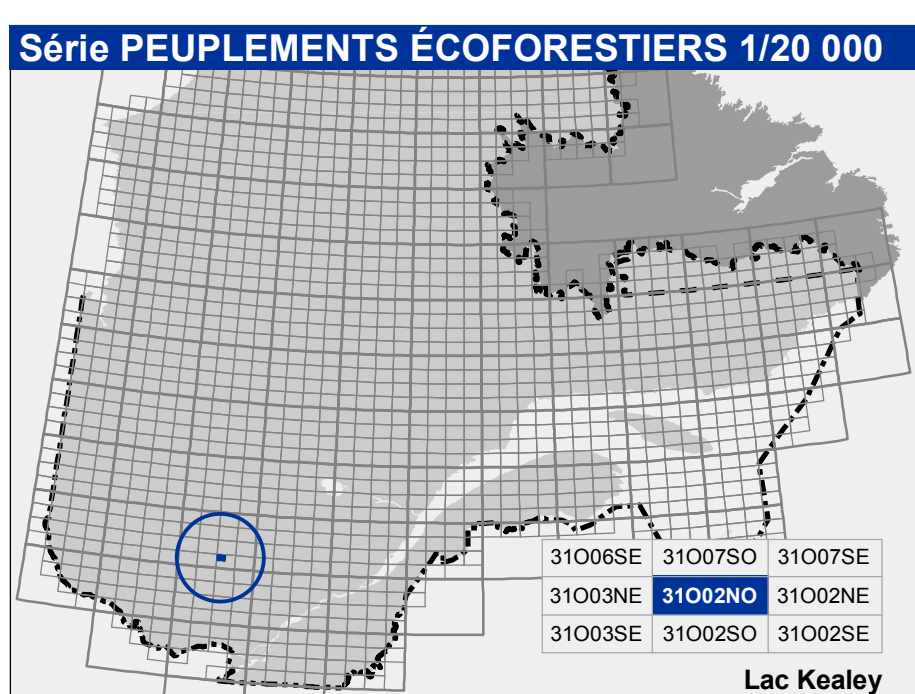 Série PEUPLEMENTS ÉCOFORESTIERS 1/20 000
31O06SE 31O07SO 31O07SE
31O03NE 31O02NO 31O02NE
31O03SE 31O02SO 31O02SE
Lac Kealey